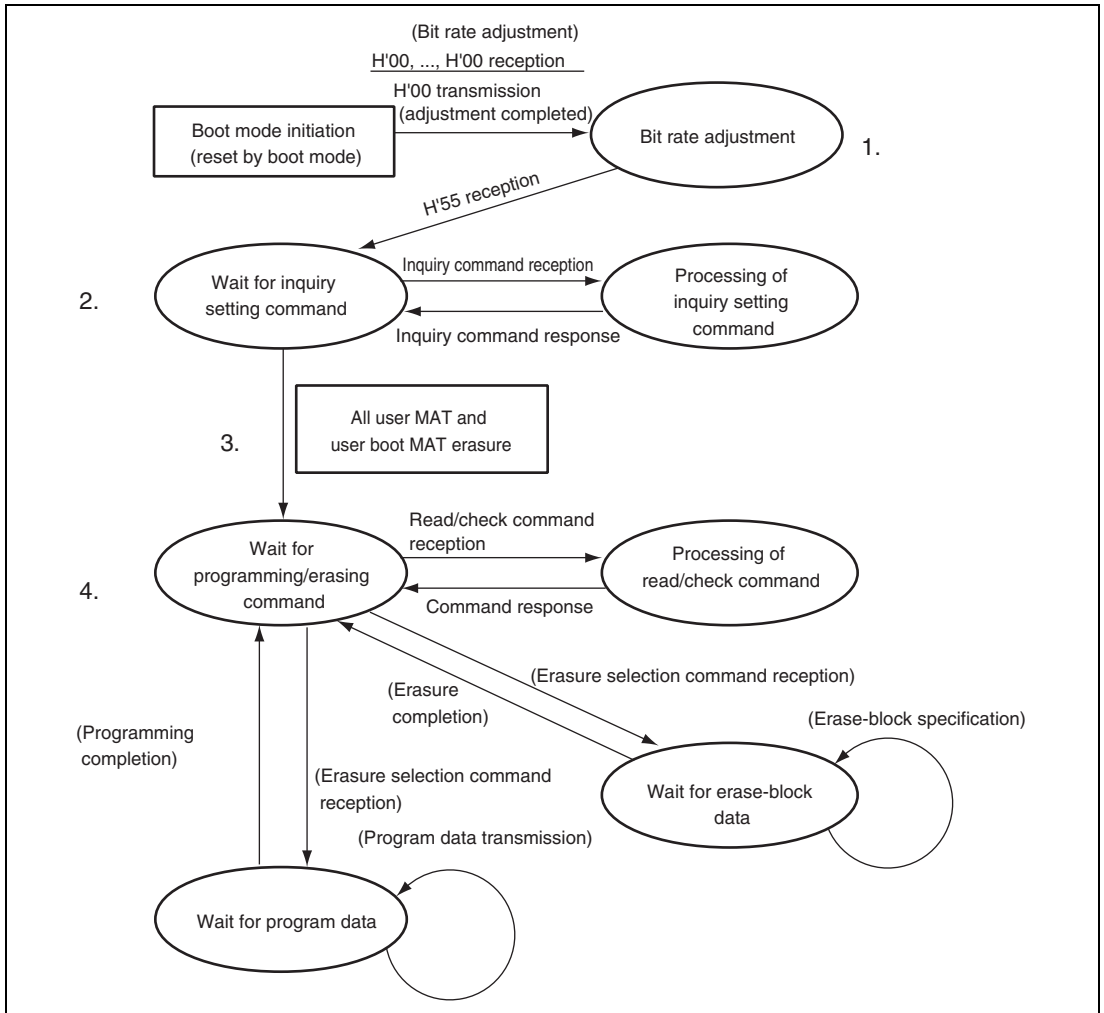 (Bit rate adjustment)
H'00, ..., H'00 reception
H'00 transmission
(adjustment completed)
Boot mode initiation
(reset by boot mode)
Bit rate adjustment
1.
H'55 reception
2.
Wait for inquiry
setting command
Inquiry command reception
Inquiry command response
Processing of
inquiry setting
command
3.
All user MAT and
user boot MAT erasure
4.
Wait for
programming/erasing
command
Read/check command
reception
Command response
Processing of
read/check command
(Erasure selection command reception)
(Erasure
completion)
(Programming
completion)
(Erase-block specification)
(Erasure selection command
reception)
Wait for erase-block
data
(Program data transmission)
Wait for program data